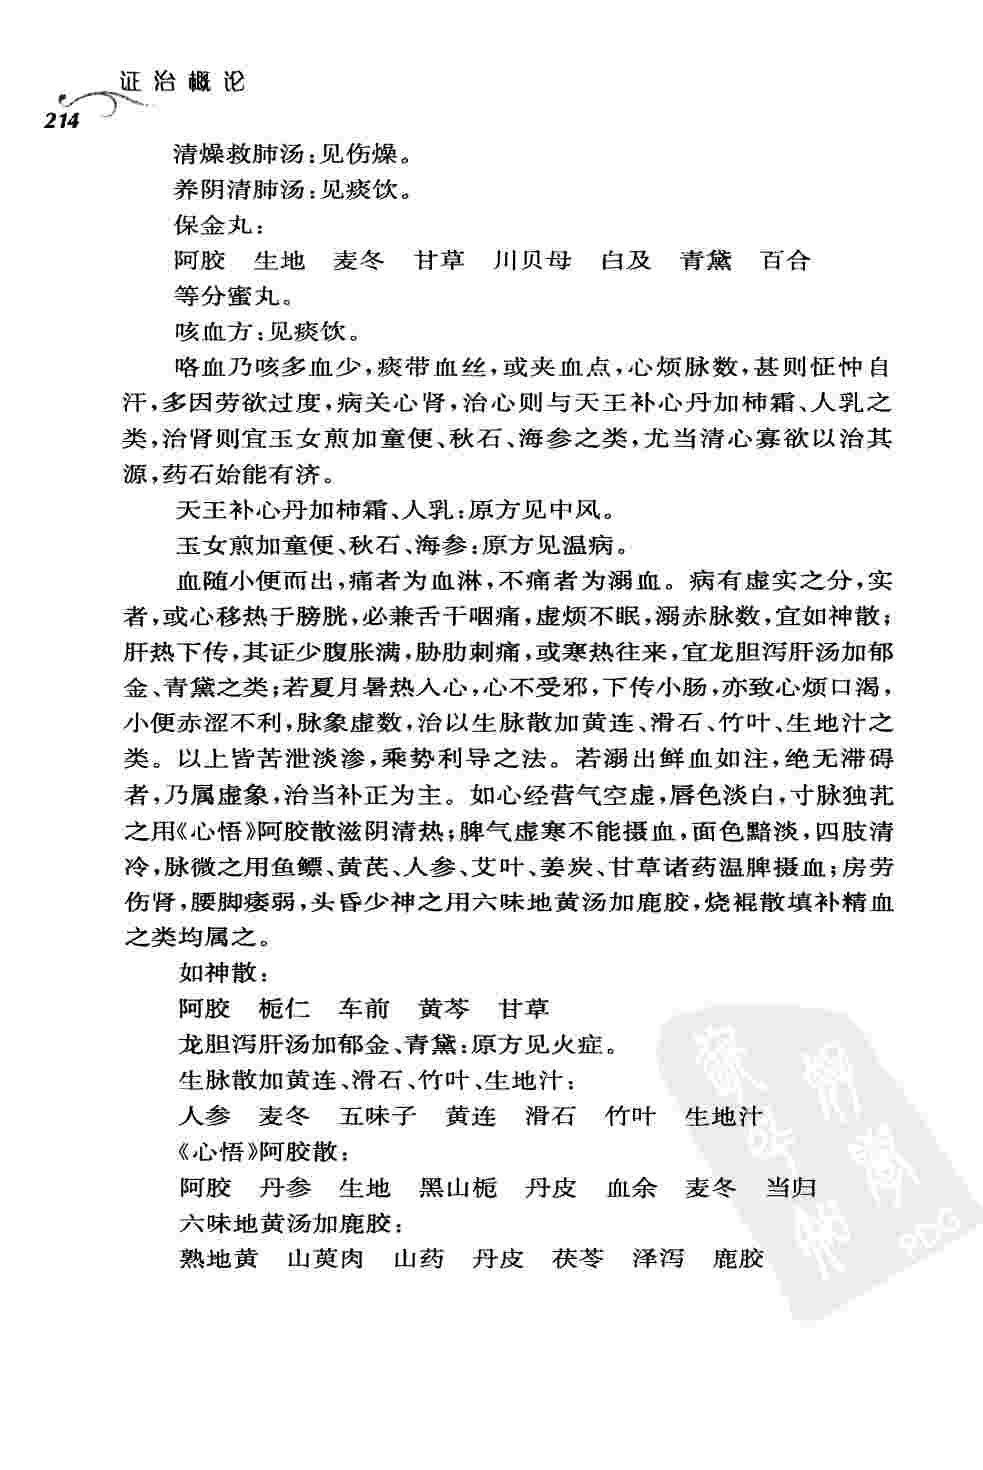 证治概论
214
清燥救肺汤:见伤燥。
养阴清肺汤:见痰饮。
保金丸:
阿胶 生地 麦冬 甘草 川贝母 白及 青黛 百合
等分蜜丸。
咳血方:见痰饮。
咯血乃咳多血少,痰带血丝,或夹血点,心烦脉数,甚则怔忡自
汗,多因劳欲过度,病关心肾,治心则与天王补心丹加柿霜、人乳之
类,治肾则宜玉女煎加童便、秋石、海参之类,尤当清心寡欲以治其
源,药石始能有济。
天王补心丹加柿霜、人乳:原方见中风。
玉女煎加童便、秋石、海参:原方见温病。
血随小便而出,痛者为血淋,不痛者为溺血。病有虚实之分,实
者,或心移热于膀胱,必兼舌干咽痛,虚烦不眠,溺赤脉数,宜如神散;
肝热下传,其证少腹胀满,胁肋刺痛,或寒热往来,宜龙胆泻肝汤加郁
金、青黛之类;若夏月暑热入心,心不受邪,下传小肠,亦致心烦口渴,
小便赤涩不利,脉象虚数,治以生脉散加黄连、滑石、竹叶、生地汁之
类。以上皆苦泄淡渗,乘势利导之法。若溺出鲜血如注,绝无滞碍
者,乃属虚象,治当补正为主。如心经营气空虚,唇色淡白,寸脉独芤
之用《心悟》阿胶散滋阴清热;脾气虚寒不能摄血,面色黯淡,四肢清
冷,脉微之用鱼鳔、黄芪、人参、艾叶、姜炭、甘草诸药温脾摄血;房劳
伤肾,腰脚痿弱,头昏少神之用六味地黄汤加鹿胶,烧裩散填补精血
之类均属之。
如神散:
阿胶 栀仁 车前 黄芩 甘草
龙胆泻肝汤加郁金、青黛:原方见火症。
生脉散加黄连、滑石、竹叶、生地汁:
人参 麦冬 五味子 黄连 滑石 竹叶 生地汁
《心悟》阿胶散:
阿胶 丹参 生地 黑山栀 丹皮 血余 麦冬 当归
六味地黄汤加鹿胶:
熟地黄 山萸肉 山药 丹皮 茯苓 泽泻 鹿胶
PDG